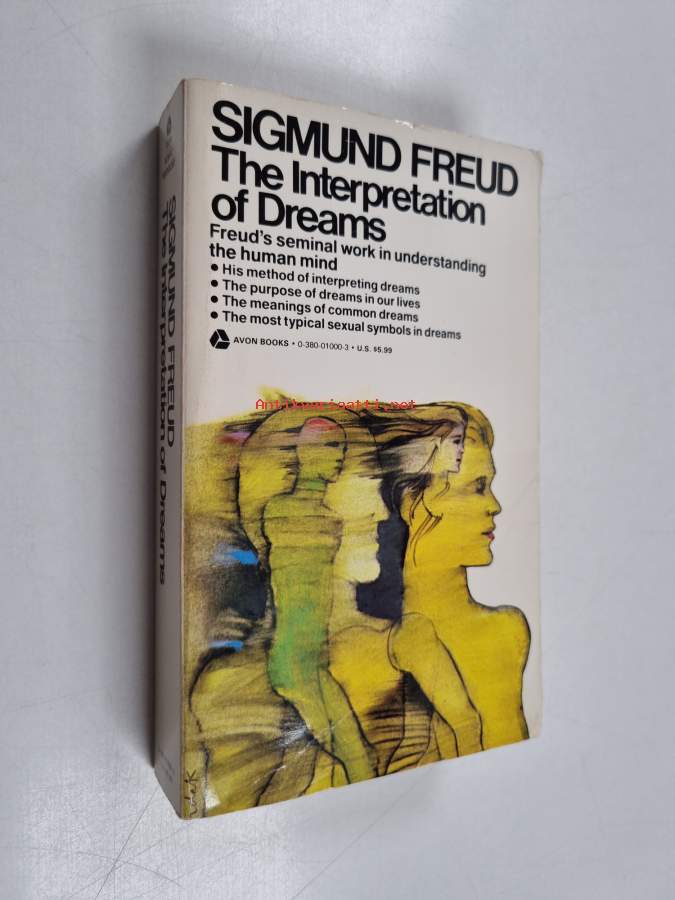 SIGMUND FREUD
The Interpretation
of Dreams
Freud's seminal work in understanding
the human mind
• His method of interpreting dreams
• The purpose of dreams in our lives
• The meanings of common dreams
• The most typical sexual symbols in dreams
AVON BOOKS • 0-380-01000-3 • U.S. $5.99
Antikvariaatti.net
SIGMUND FREUD
The Interpretation of Dreams